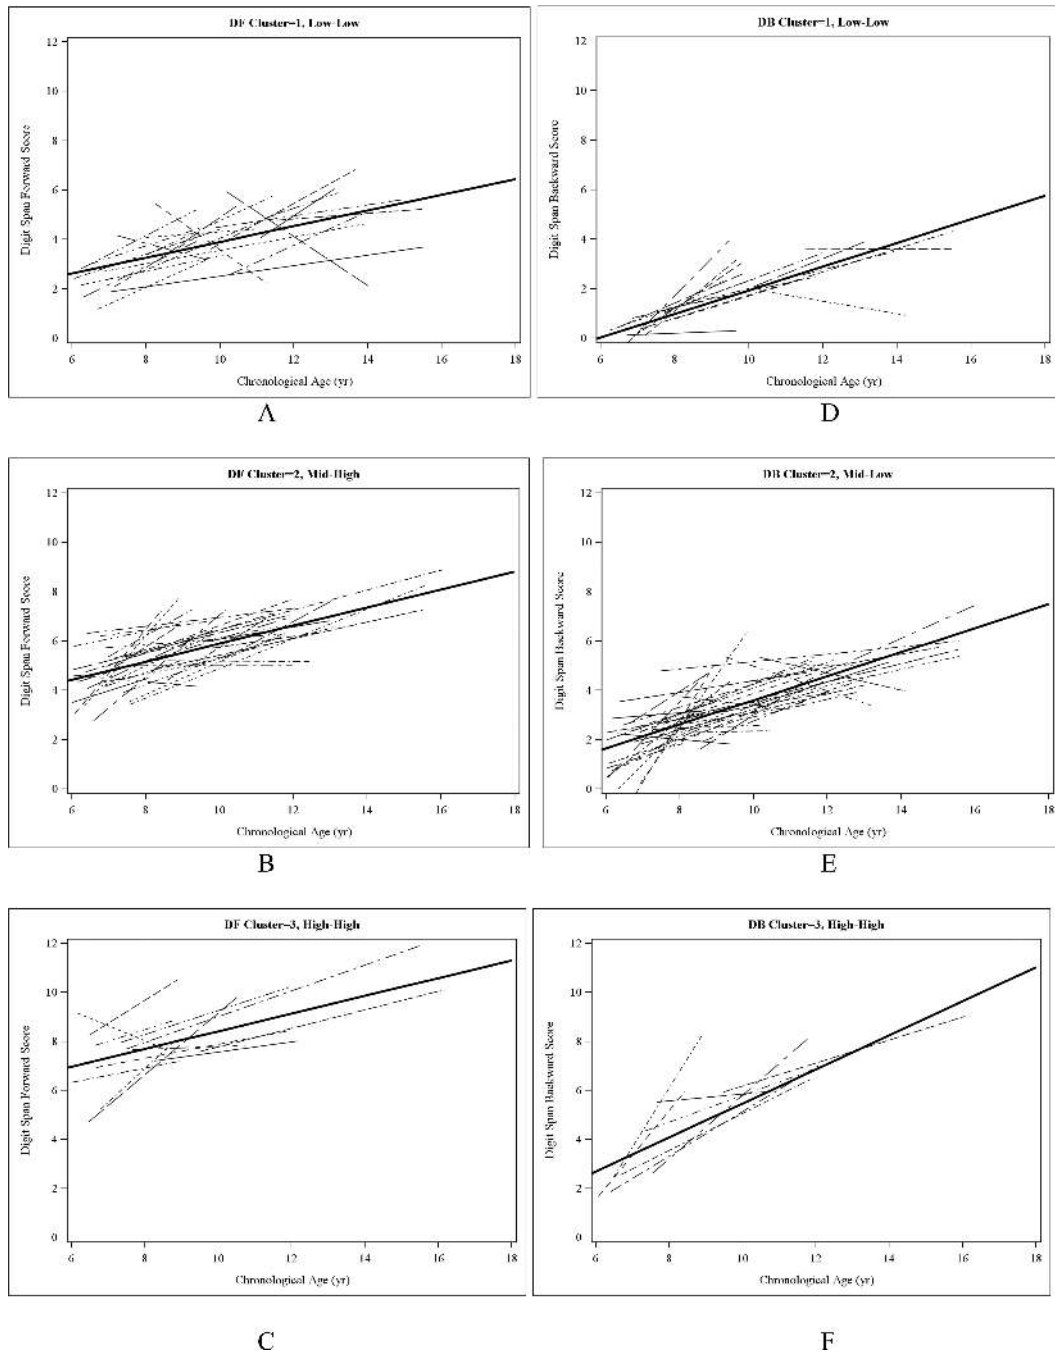 DF Cluster=1, Low-Low
12
10
8
6
4
2
0
Digit Span Forward Score
6 8 10 12 14 16 18
Chronological Age (yr)
A
DB Cluster=1, Low-Low
12
10
8
6
4
2
0
Digit Span Backward Score
6 8 10 12 14 16 18
Chronological Age (yr)
D
DF Cluster=2, Mid-High
12
10
8
6
4
2
0
Digit Span Forward Score
6 8 10 12 14 16 18
Chronological Age (yr)
B
DB Cluster=2, Mid-Low
12
10
8
6
4
2
0
Digit Span Backward Score
6 8 10 12 14 16 18
Chronological Age (yr)
E
DF Cluster=3, High-High
12
10
8
6
4
2
0
Digit Span Forward Score
6 8 10 12 14 16 18
Chronological Age (yr)
C
DB Cluster=3, High-High
12
10
8
6
4
2
0
Digit Span Backward Score
6 8 10 12 14 16 18
Chronological Age (yr)
F